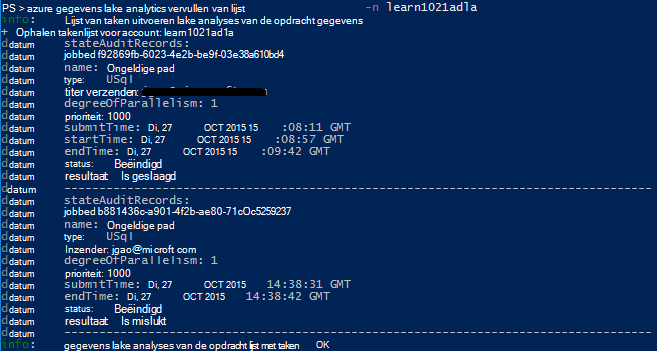 PS > azure gegevens lake analytics vervullen van lijst -n learn1021adla
info: Lijst van taken uitvoeren lake analyses van de opdracht gegevens
+ Ophalen takenlijst voor account: learn1021ad1a
datum stateAuditRecords:
datum jobbed f92869fb-6023-4e2b-be9f-03e38a610bd4
datum name: Ongeldige pad
datum type: USql
datum titer verzenden:
datum degreeOfParallelism: 1
datum prioriteit: 1000
datum submitTime: Di, 27 OCT 2015 15 :08:11 GMT
datum startTime: Di, 27 OCT 2015 15 :08:57 GMT
datum endTime: Di, 27 OCT 2015 15 :09:42 GMT
datum status: Beëindigd
datum resultaat: Is geslaagd
datum ------------------------------------------------------------------------
datum stateAuditRecords:
datum jobbed b881436c-a901-4f2b-ae80-71cOc5259237
datum name: Ongeldige pad
datum type: USql
datum Inzender: jgao@microft com
datum degreeOfParallelism: 1
datum prioriteit: 1000
datum submitTime: Di, 27 OCT 2015 14:38:31 GMT
datum endTime: Di, 27 OCT 2015 14:38:42 GMT
datum status: Beëindigd
datum resultaat: Is mislukt
datum ------------------------------------------------------------------------
info: gegevens lake analyses van de opdracht lijst met taken OK